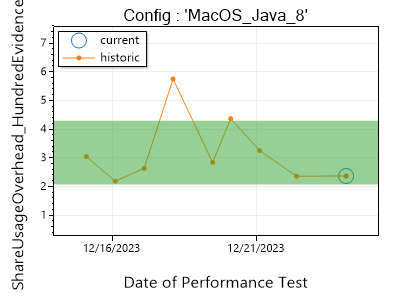 Config : 'MacOS_Java_8'
current
historic
7
6
5
4
3
2
1
ShareUsageOverhead_HundredEvidence
12/16/2023
12/21/2023
Date of Performance Test